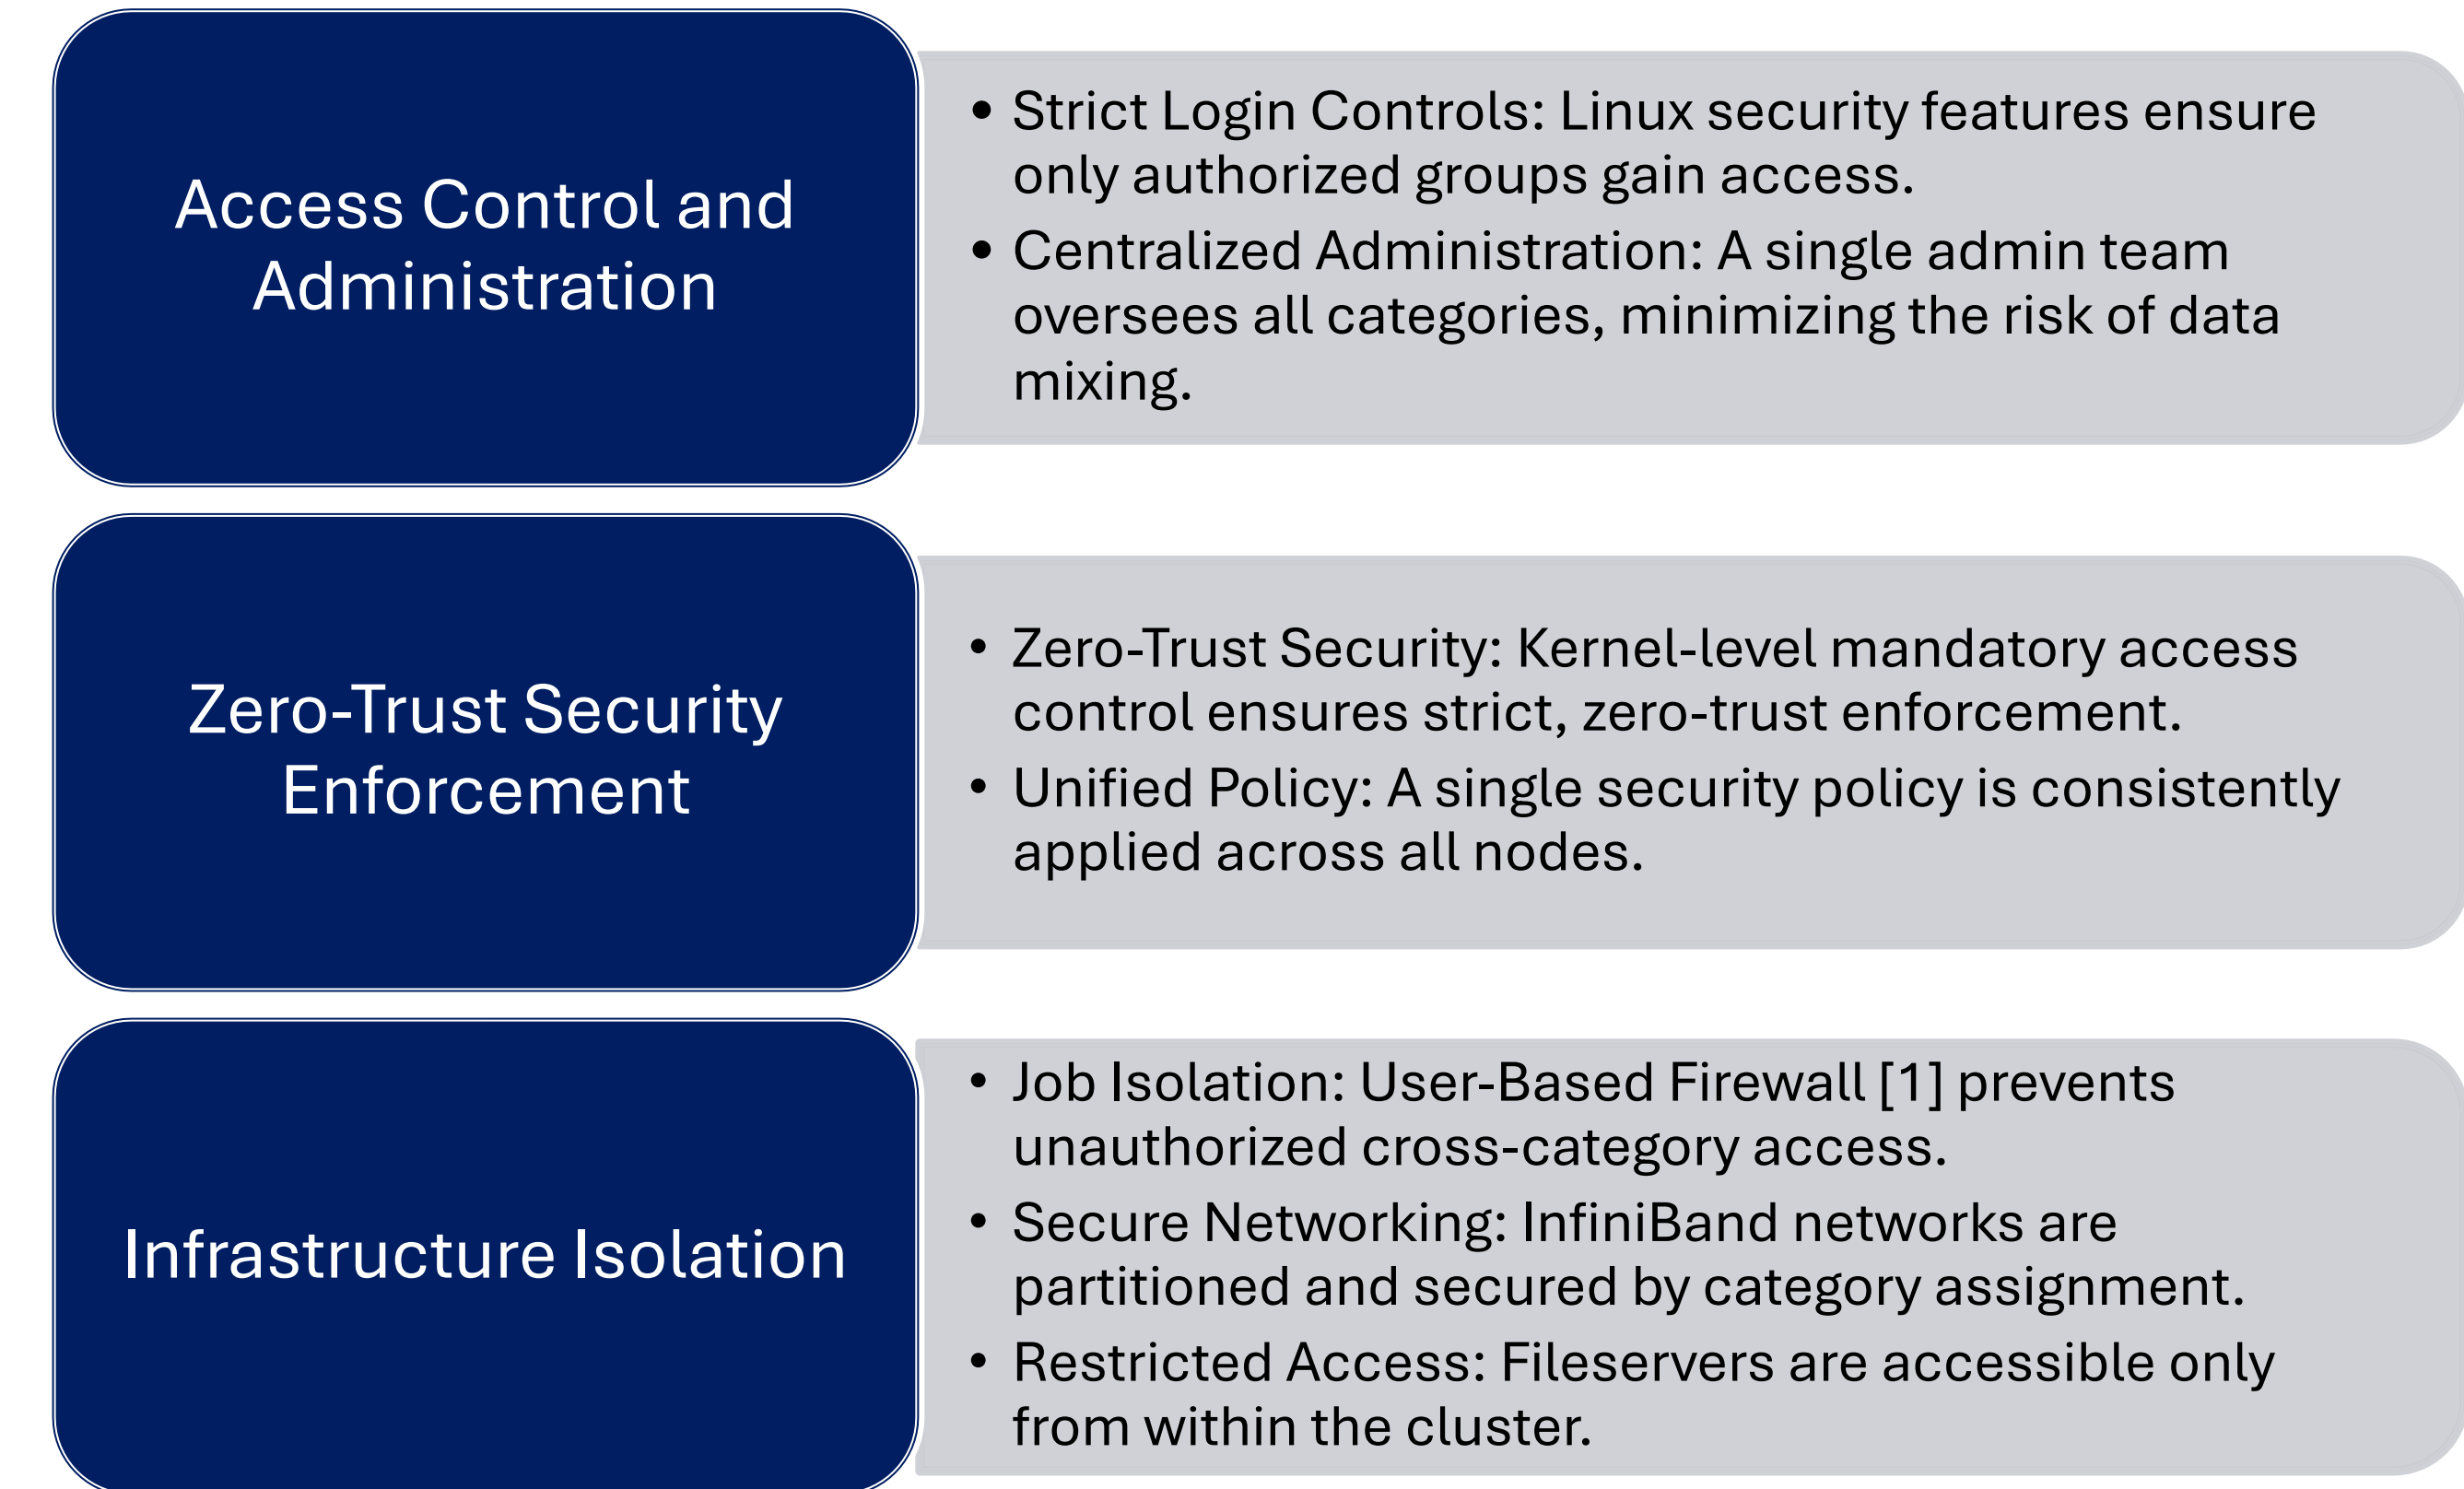 Access Control and
Administration
• Strict Login Controls: Linux security features ensure
only authorized groups gain access.
• Centralized Administration: A single admin team
oversees all categories, minimizing the risk of data
mixing.
Zero-Trust Security
Enforcement
• Zero-Trust Security: Kernel-level mandatory access
control ensures strict, zero-trust enforcement.
• Unified Policy: A single security policy is consistently
applied across all nodes.
Infrastructure Isolation
• Job Isolation: User-Based Firewall [1] prevents
unauthorized cross-category access.
• Secure Networking: InfiniBand networks are
partitioned and secured by category assignment.
• Restricted Access: Fileservers are accessible only
from within the cluster.